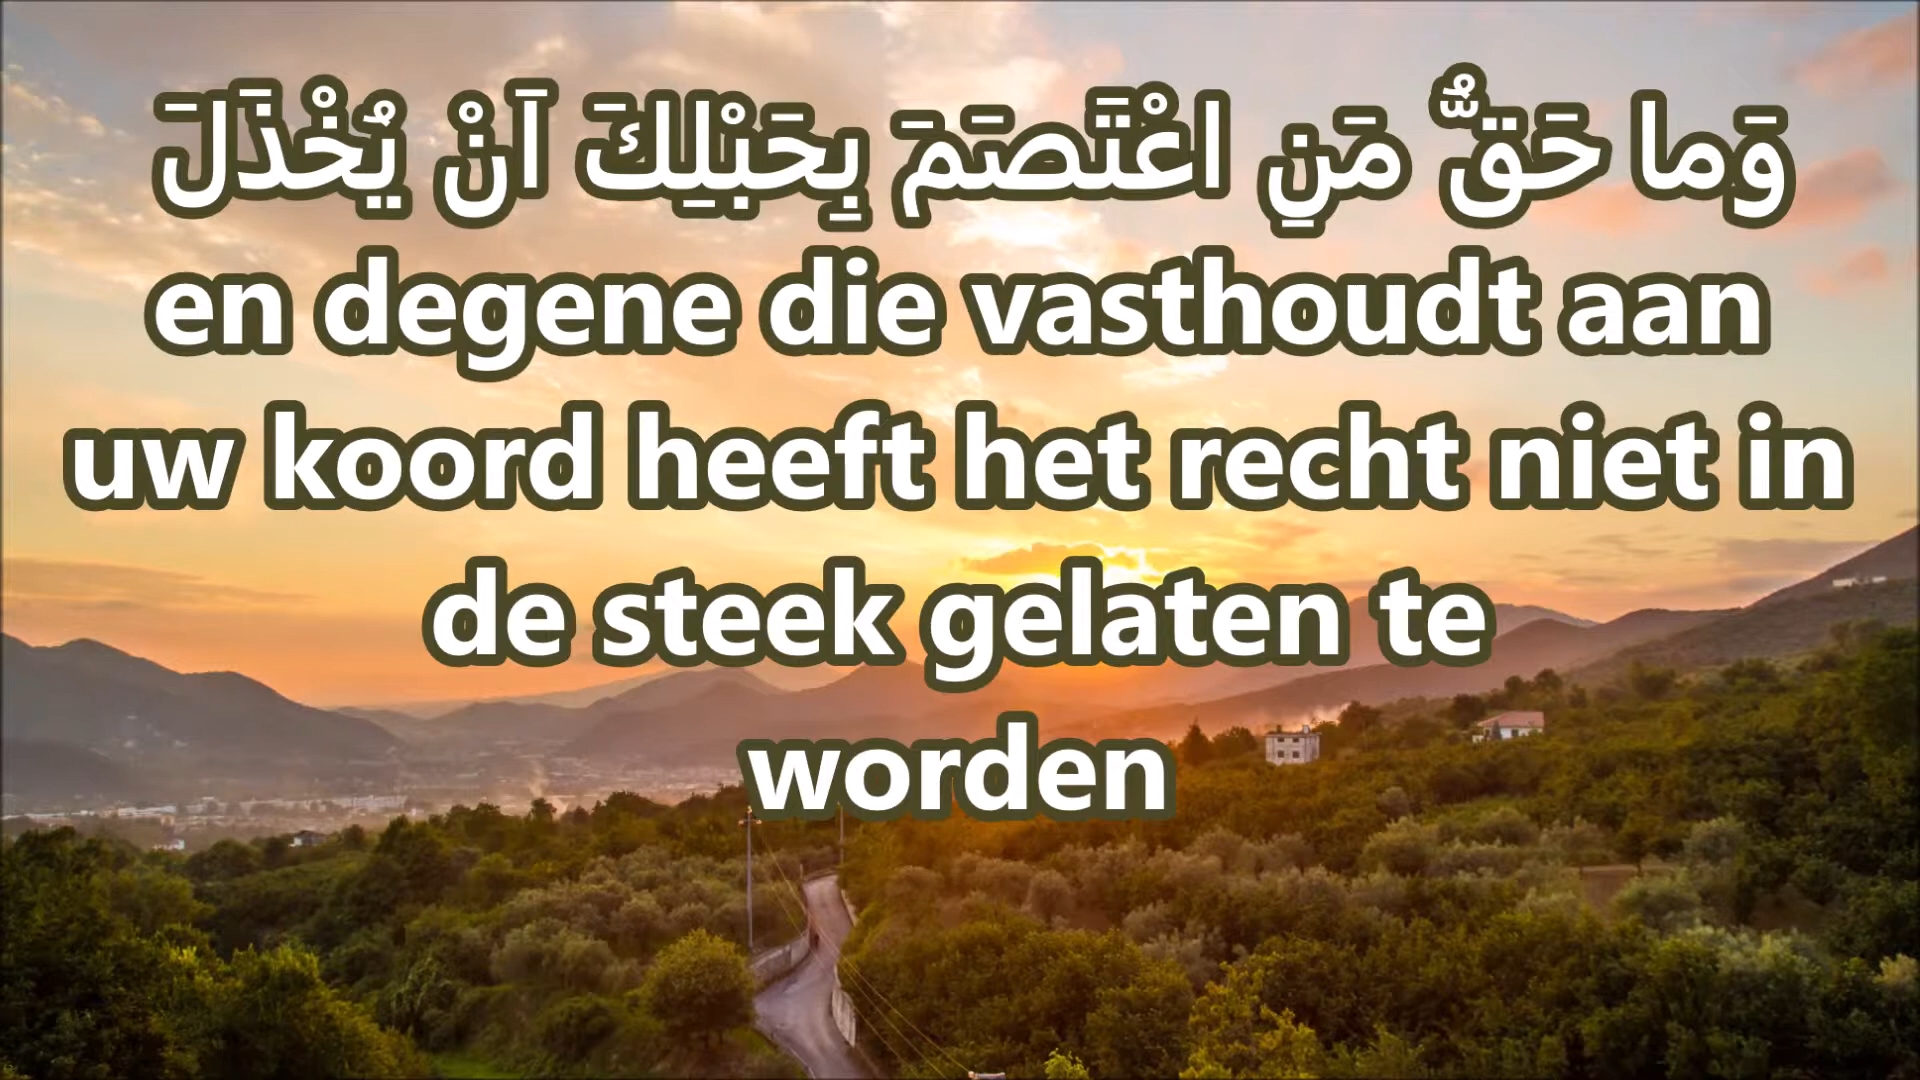 وَما حَقٌّ مَنِ اعْتَصَمَ بِحَبْلِكَ اَنْ يُخْذَلَ
en degene die vasthoudt aan
uw koord heeft het recht niet in
de steek gelaten te
worden